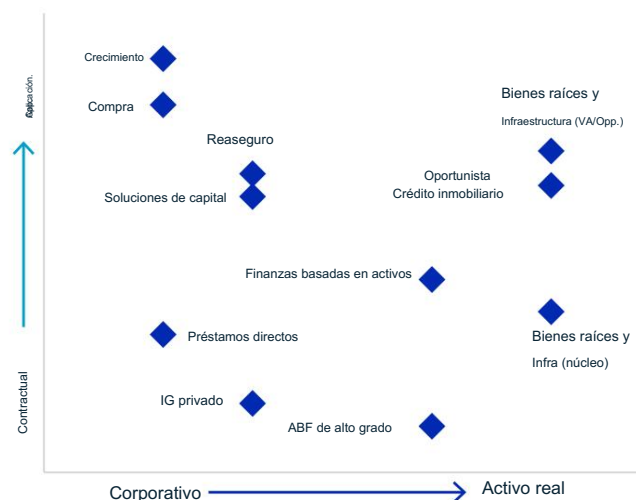 Crecimiento
Compra
Reaseguro
Soluciones de capital
Bienes raíces y
Infraestructura (VA/Opp.)
Oportunista
Crédito inmobiliario
Finanzas basadas en activos
Préstamos directos
Bienes raíces y
Infra (núcleo)
IG privado
ABF de alto grado
Contractual
Corporativo
Activo real